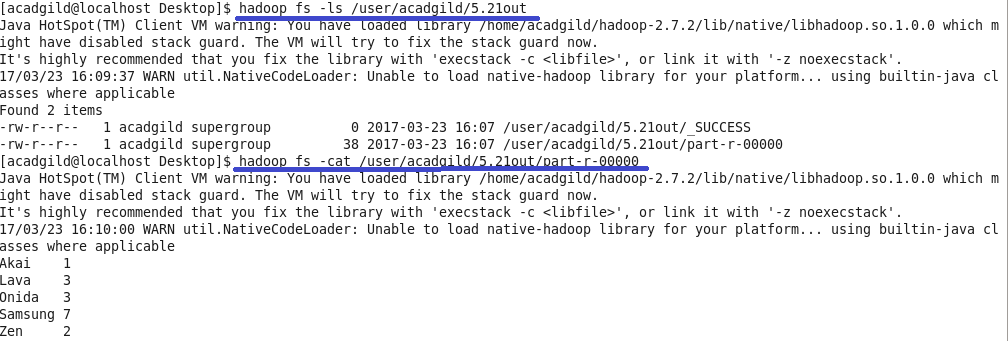 [acadgild@localhost Desktop]$ hadoop fs -ls /user/acadgild/5.21out
Java HotSpot(TM) Client VM warning: You have loaded library /home/acadgild/hadoop-2.7.2/lib/native/libhadoop.so.1.0.0 which m
ight have disabled stack guard. The VM will try to fix the stack guard now.
It's highly recommended that you fix the library with 'execstack -c <libfile>', or link it with '-z noexecstack'.
17/03/23 16:09:37 WARN util.NativeCodeLoader: Unable to load native-hadoop library for your platform... using builtin-java cl
asses where applicable
Found 2 items
-rw-r--r--   1 acadgild supergroup          0 2017-03-23 16:07 /user/acadgild/5.21out/_SUCCESS
-rw-r--r--   1 acadgild supergroup         38 2017-03-23 16:07 /user/acadgild/5.21out/part-r-00000
[acadgild@localhost Desktop]$ hadoop fs -cat /user/acadgild/5.21out/part-r-00000
Java HotSpot(TM) Client VM warning: You have loaded library /home/acadgild/hadoop-2.7.2/lib/native/libhadoop.so.1.0.0 which m
ight have disabled stack guard. The VM will try to fix the stack guard now.
It's highly recommended that you fix the library with 'execstack -c <libfile>', or link it with '-z noexecstack'.
17/03/23 16:10:00 WARN util.NativeCodeLoader: Unable to load native-hadoop library for your platform... using builtin-java cl
asses where applicable
Akai    1
Lava    3
Onida   3
Samsung 7
Zen     2